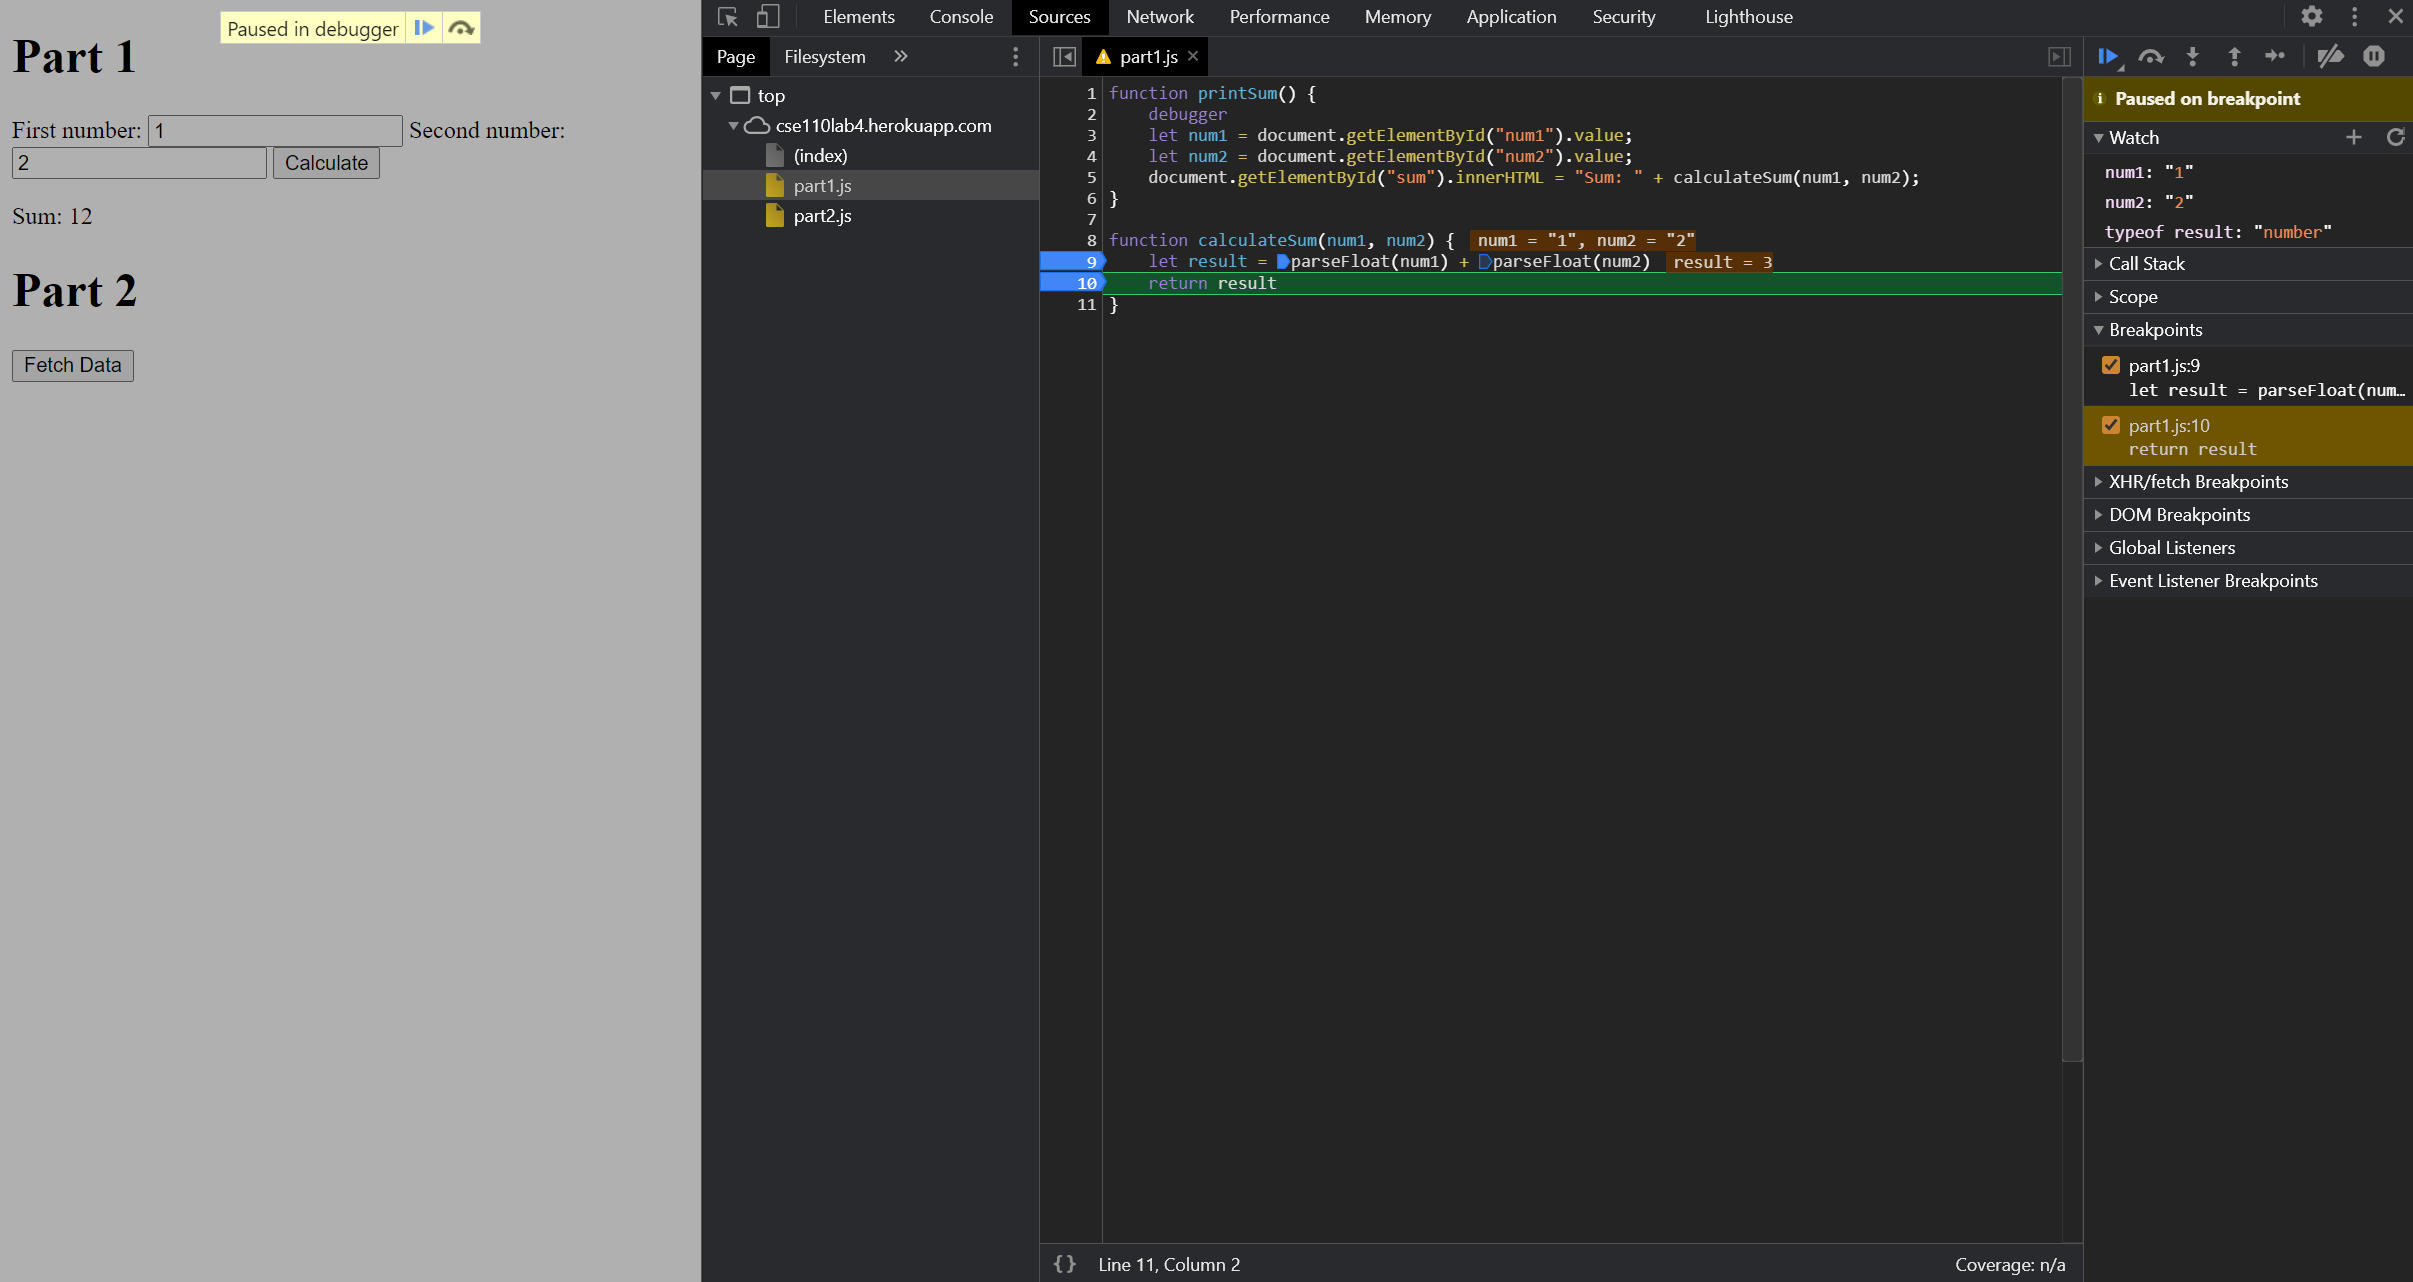 Paused in debugger
Part 1
First number: 1 Second number:
2 Calculate
Sum: 12
Part 2
Fetch Data
Elements Console Sources Network Performance Memory Application Security Lighthouse
Page Filesystem »
top
cse110lab4.herokuapp.com
(index)
part1.js
part2.js
part1.js ×
1 function printSum() {
2 debugger
3 let num1 = document.getElementById("num1").value;
4 let num2 = document.getElementById("num2").value;
5 document.getElementById("sum").innerHTML = "Sum: " + calculateSum(num1, num2);
6 }
7
8 function calculateSum(num1, num2) { num1 = "1", num2 = "2"
9 let result = parseFloat(num1) + parseFloat(num2) result = 3
10 return result
11 }
{ } Line 11, Column 2 Coverage: n/a
Paused on breakpoint
Watch
num1: "1"
num2: "2"
typeof result: "number"
Call Stack
Scope
Breakpoints
part1.js:9
let result = parseFloat(num…
part1.js:10
return result
XHR/fetch Breakpoints
DOM Breakpoints
Global Listeners
Event Listener Breakpoints